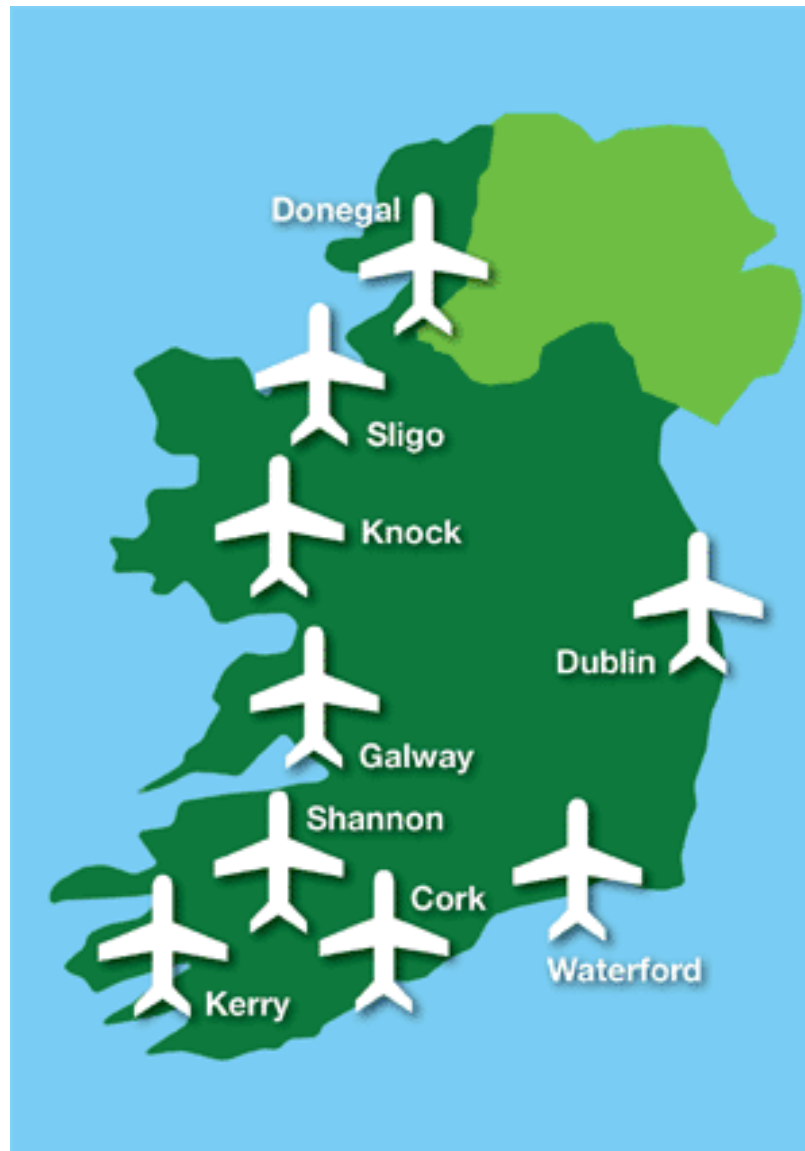 Donegal
Sligo
Knock
Dublin
Galway
Shannon
Cork
Waterford
Kerry